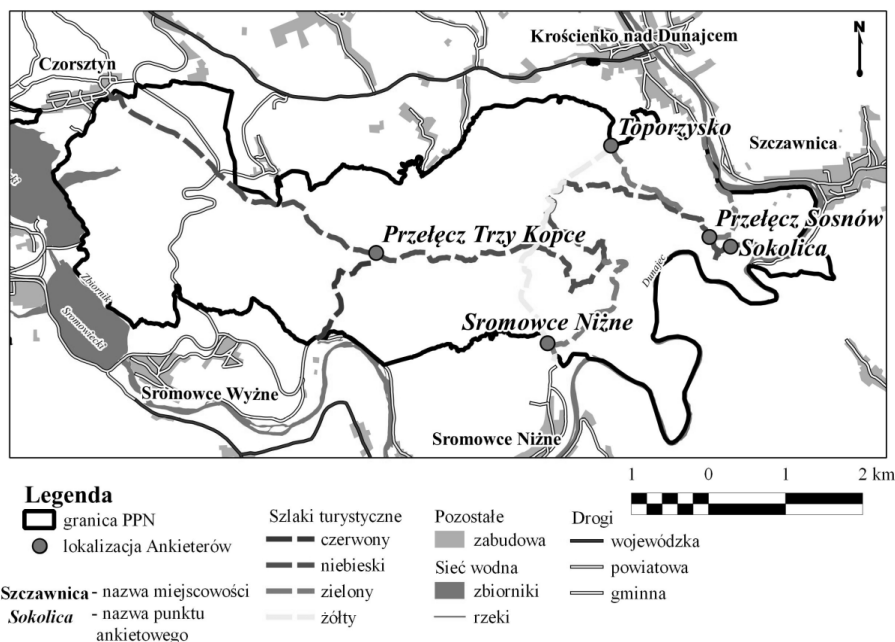 Krościenko nad Dunajcem
N
Czorsztyn
Toporzysko
Szczawnica
Przełęcz Sosnów
Przełęcz Trzy Kopce
Sokolica
Dunajec
Zbiornik
Sromowiecki
Sromowce Niżne
Sromowce Wyżne
Sromowce Niżne
1 0 1 2 km
Legenda
granica PPN
lokalizacja Ankieterów
Szczawnica - nazwa miejscowości
Sokolica - nazwa punktu
ankietowego
Szlaki turystyczne
czerwony
niebieski
zielony
żółty
Pozostałe
zabudowa
Sieć wodna
zbiorniki
rzeki
Drogi
wojewódzka
powiatowa
gminna